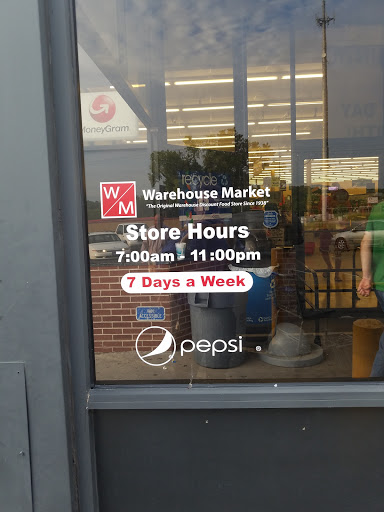 MoneyGram
recycle
W
M
Warehouse Market
"The Original Warehouse Discount Food Store Since 1938"
Store Hours
7:00am - 11:00pm
7 Days a Week
pepsi ®